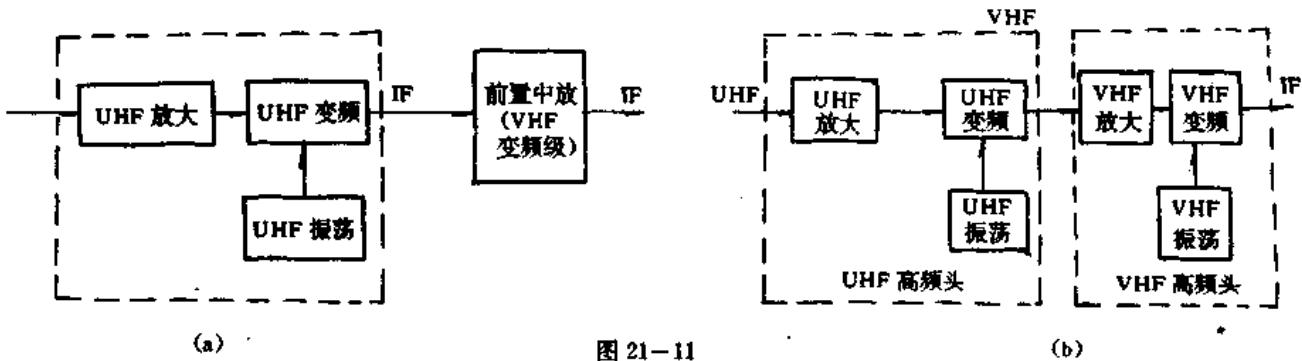 VHF
UHF 放大
UHF 变频
IF
前置中放
(VHF
变频级)
IF
UHF 振荡
UHF
UHF
放大
UHF
变频
VHF
放大
VHF
变频
IF
UHF
振荡
VHF
振荡
UHF 高频头
VHF 高频头
(a)
图 21-11
(b)